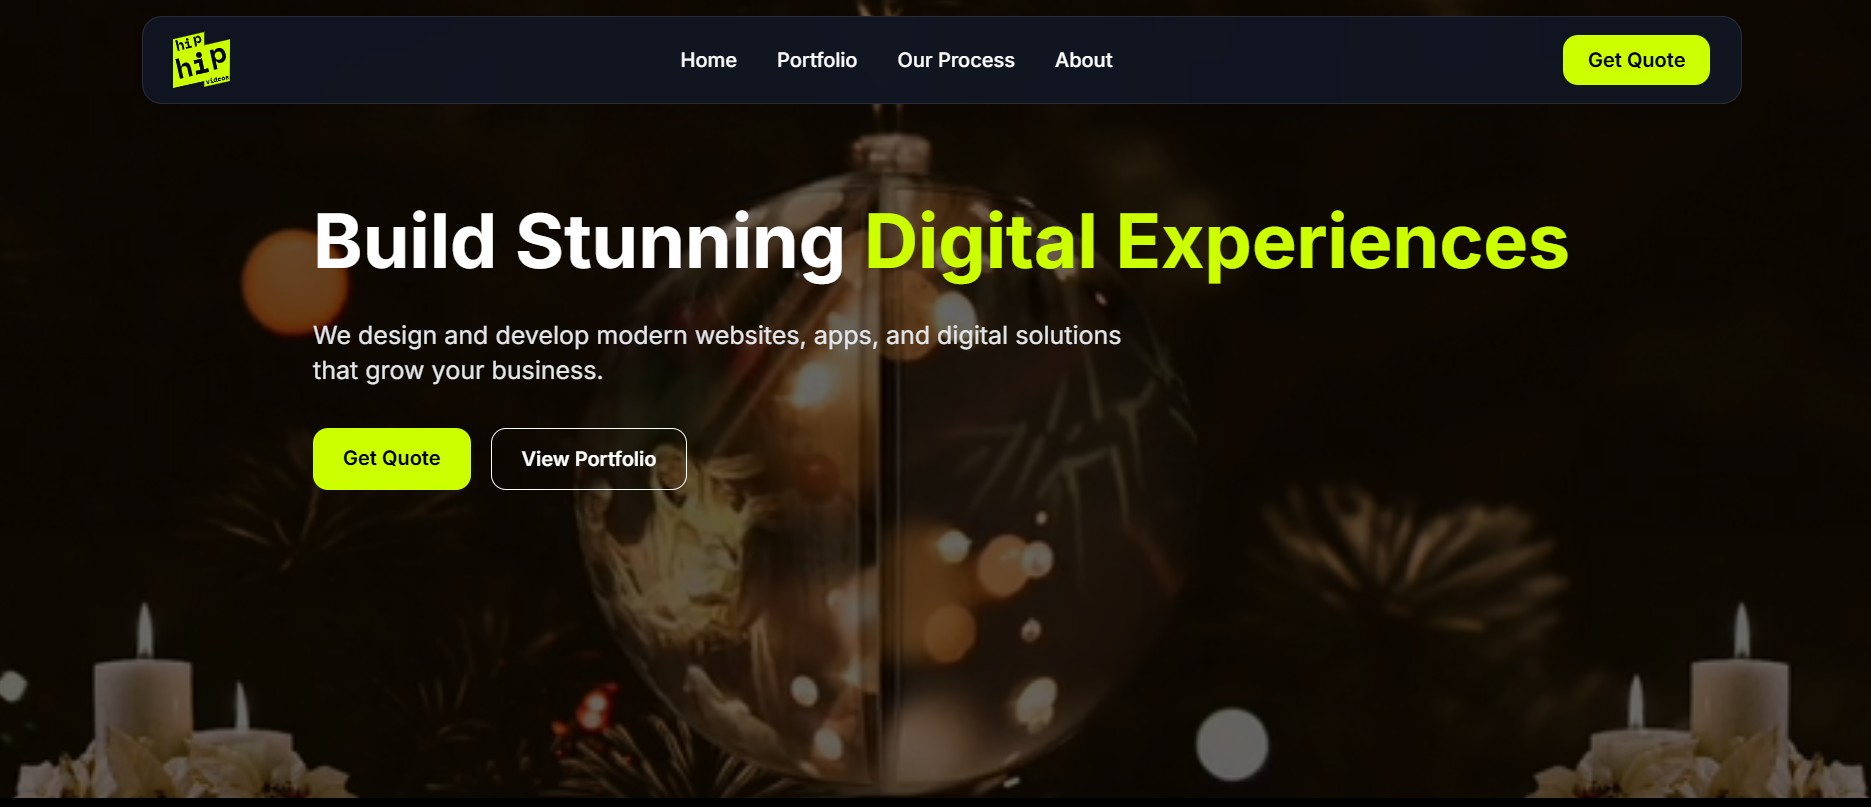 hip
hip
videos
Home
Portfolio
Our Process
About
Get Quote
Build Stunning Digital Experiences
We design and develop modern websites, apps, and digital solutions
that grow your business.
Get Quote
View Portfolio